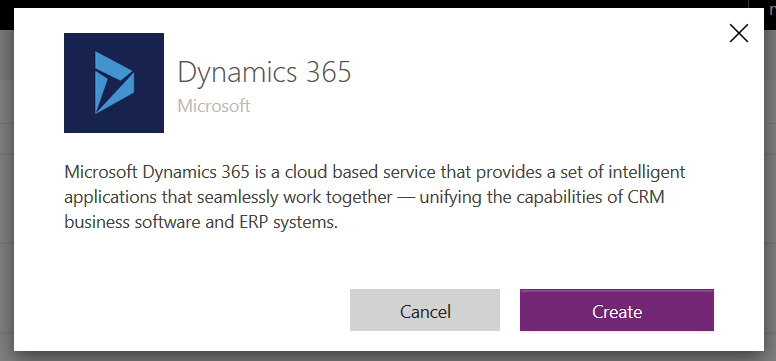 Dynamics 365
Microsoft
Microsoft Dynamics 365 is a cloud based service that provides a set of intelligent
applications that seamlessly work together — unifying the capabilities of CRM
business software and ERP systems.
Cancel
Create